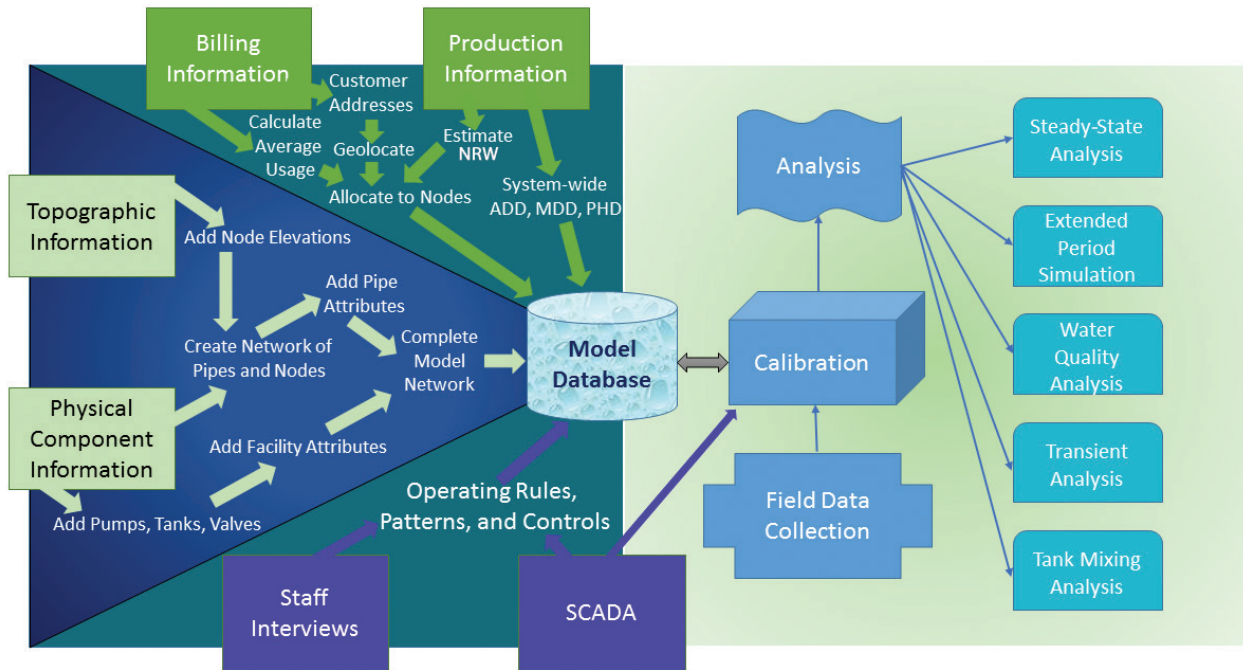 Billing
Information
Production
Information
Customer
Addresses
Calculate
Average
Usage
Geolocate
Estimate
NRW
Allocate to Nodes
System-wide
ADD, MDD, PHD
Topographic
Information
Add Node Elevations
Add Pipe
Attributes
Create Network of
Pipes and Nodes
Complete
Model
Network
Physical
Component
Information
Add Facility Attributes
Add Pumps, Tanks, Valves
Model
Database
Operating Rules,
Patterns, and Controls
Staff
Interviews
SCADA
Analysis
Calibration
Field Data
Collection
Steady-State
Analysis
Extended
Period
Simulation
Water
Quality
Analysis
Transient
Analysis
Tank Mixing
Analysis